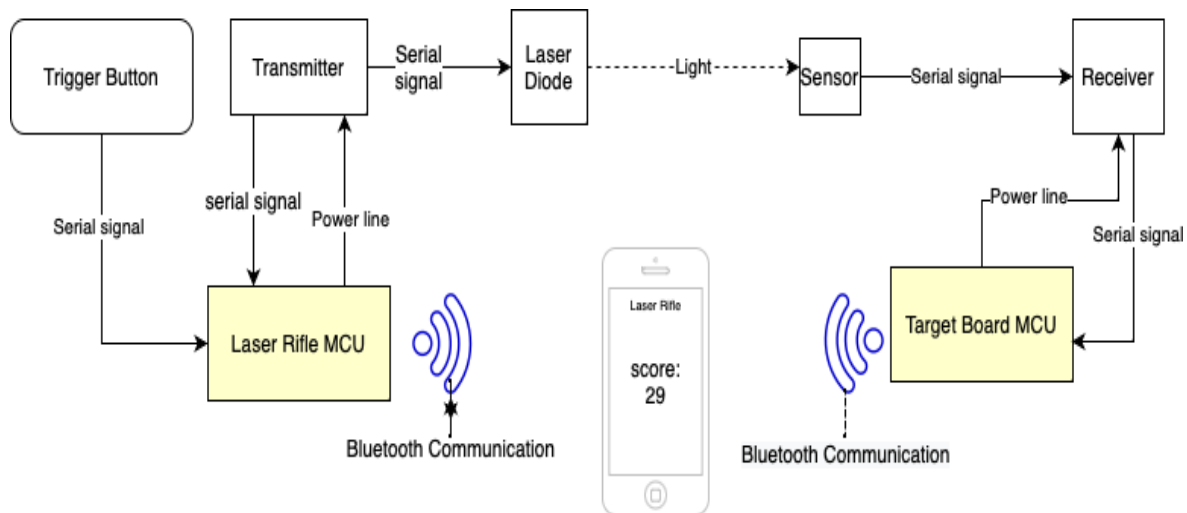 Trigger Button
Transmitter
Serial
signal
Laser
Diode
Light
Sensor
Serial signal
Receiver
Serial signal
serial signal
Power line
Power line
Serial signal
Laser Rifle MCU
Laser Rifle
score:
29
Target Board MCU
Bluetooth Communication
Bluetooth Communication